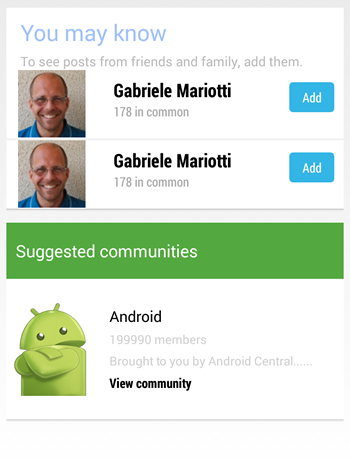 You may know
To see posts from friends and family, add them.
Gabriele Mariotti
178 in common
Add
Gabriele Mariotti
178 in common
Add
Suggested communities
Android
199990 members
Brought to you by Android Central......
View community